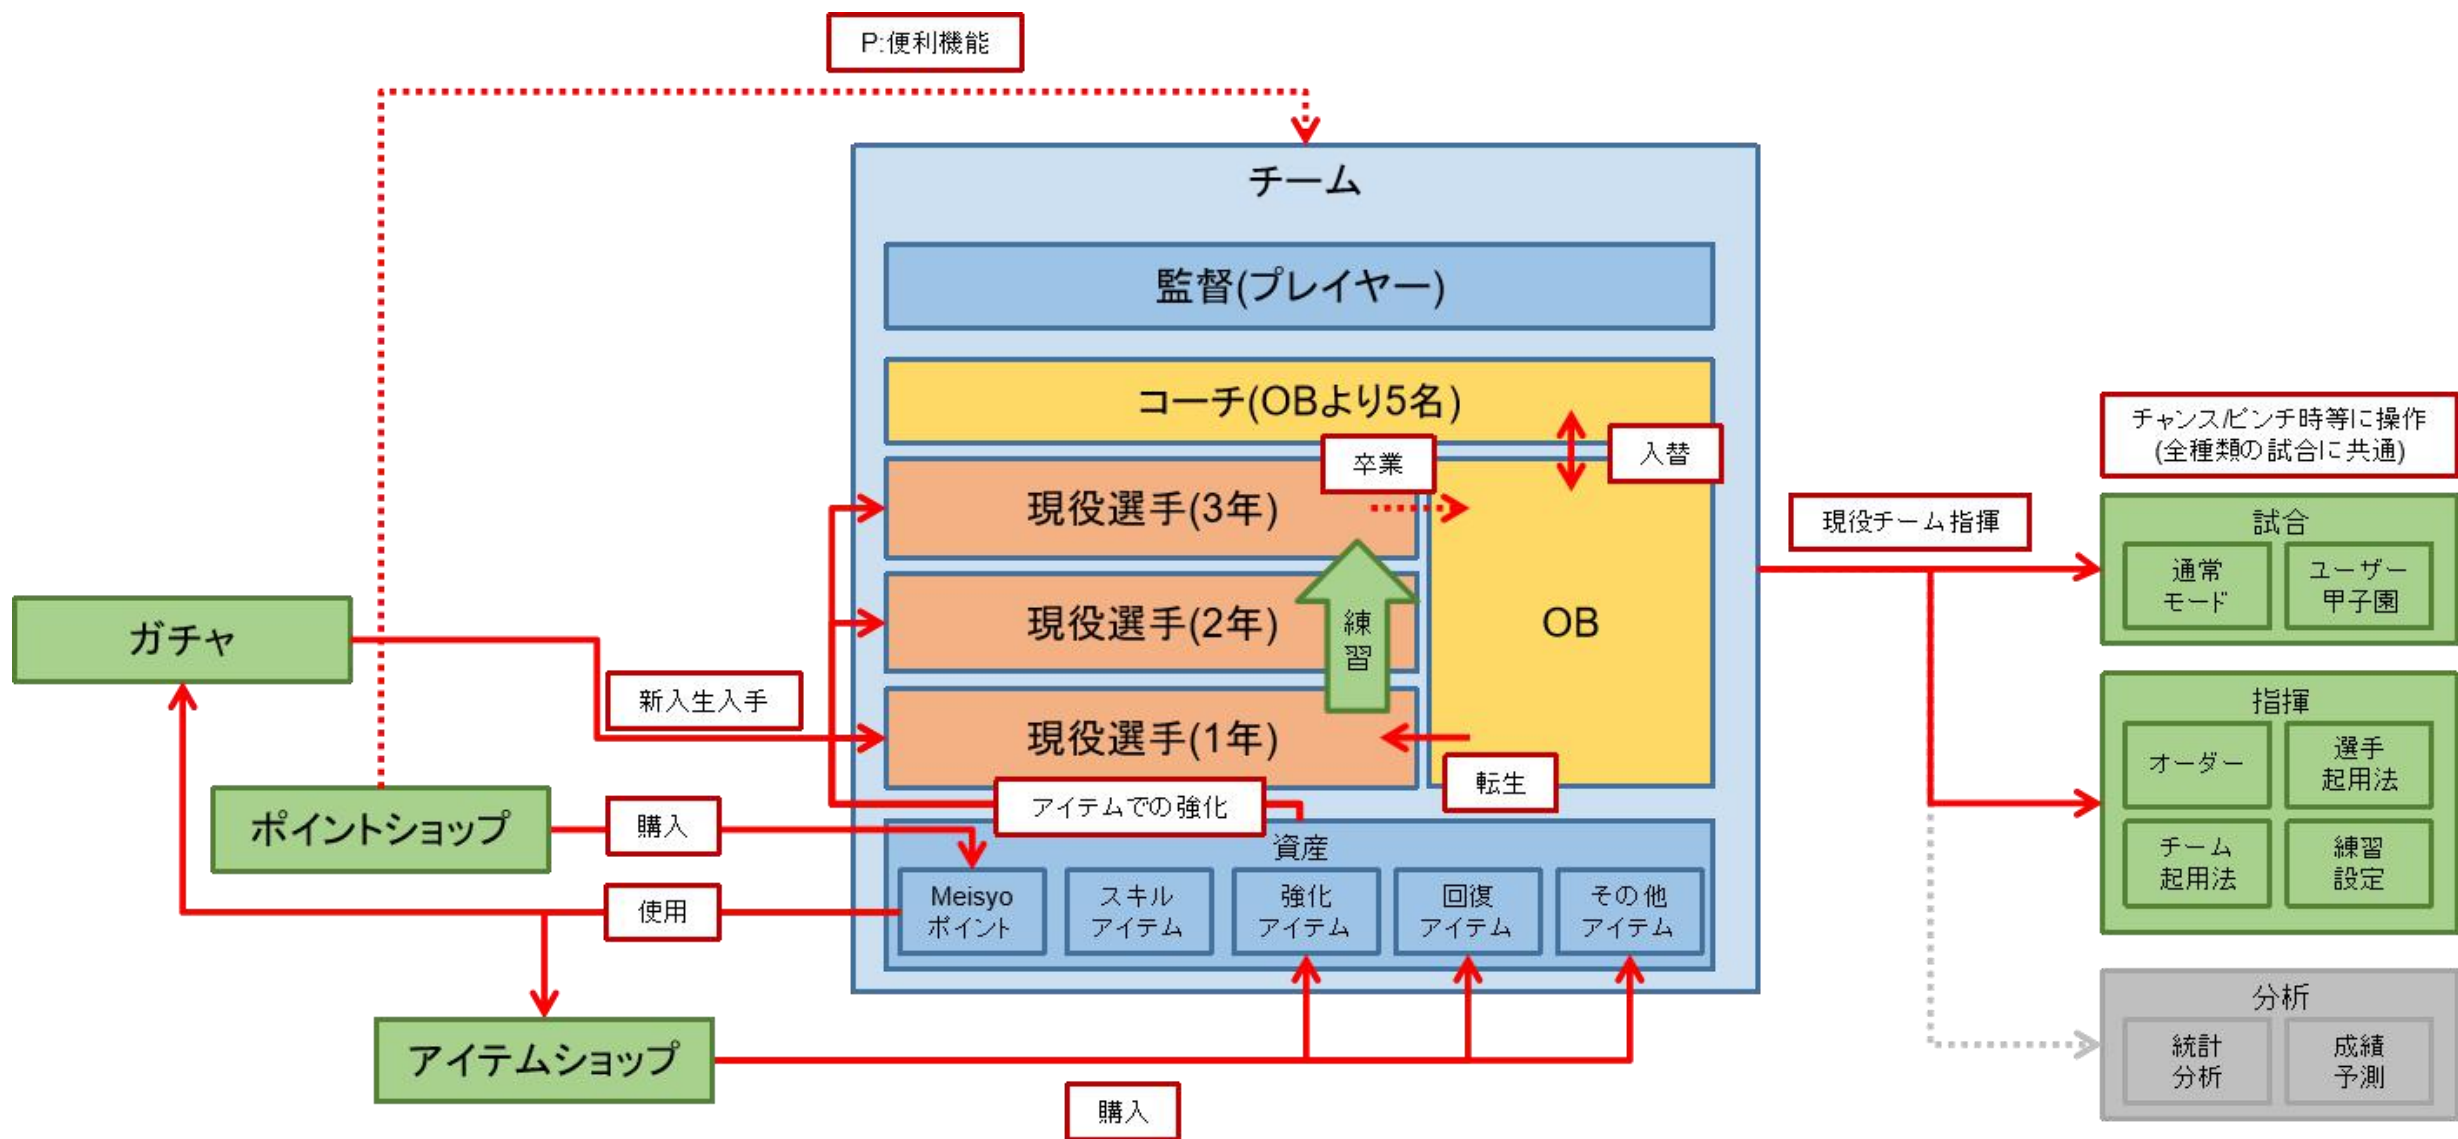 P:便利機能
チーム
監督(プレイヤー)
コーチ(OBより5名)
卒業
入替
現役選手(3年)
現役選手(2年)
現役選手(1年)
練
習
OB
転生
アイテムでの強化
資産
Meisyo
ポイント
スキル
アイテム
強化
アイテム
回復
アイテム
その他
アイテム
ガチャ
新入生入手
ポイントショップ
購入
使用
アイテムショップ
購入
現役チーム指揮
チャンス/ピンチ時等に操作
(全種類の試合に共通)
試合
通常
モード
ユーザー
甲子園
指揮
オーダー
選手
起用法
チーム
起用法
練習
設定
分析
統計
分析
成績
予測